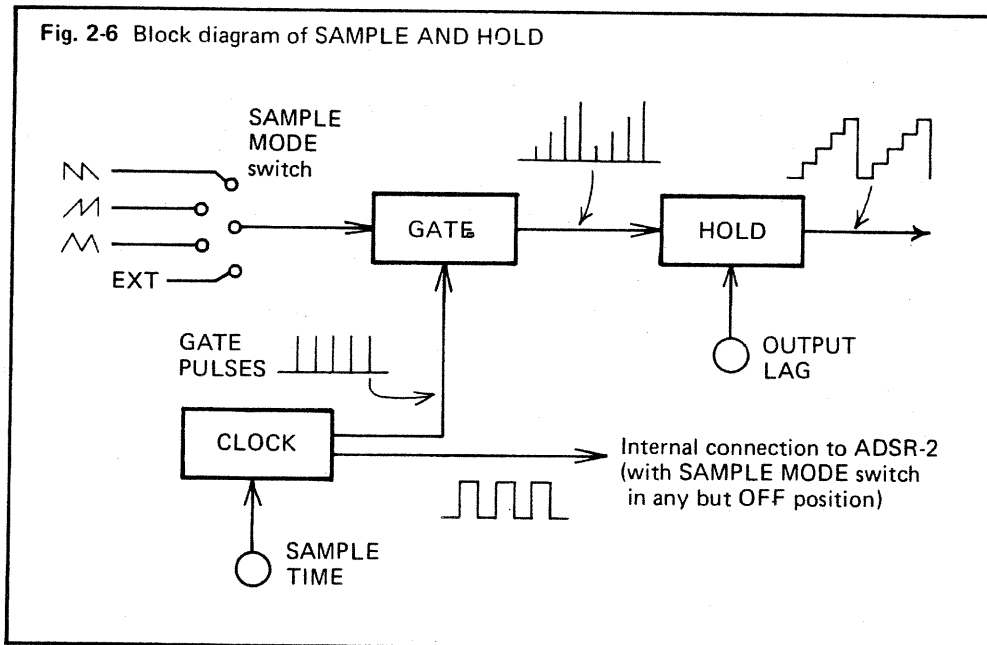 Fig. 2-6 Block diagram of SAMPLE AND HOLD
SAMPLE
MODE
switch
EXT
GATE
HOLD
GATE
PULSES
OUTPUT
LAG
CLOCK
Internal connection to ADSR-2
(with SAMPLE MODE switch
in any but OFF position)
SAMPLE
TIME